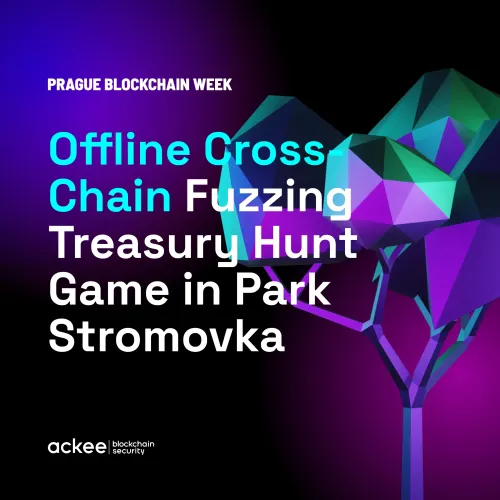 PRAGUE BLOCKCHAIN WEEK
Offline Cross-
Chain Fuzzing
Treasury Hunt
Game in Park
Stromovka
ackee blockchain
security